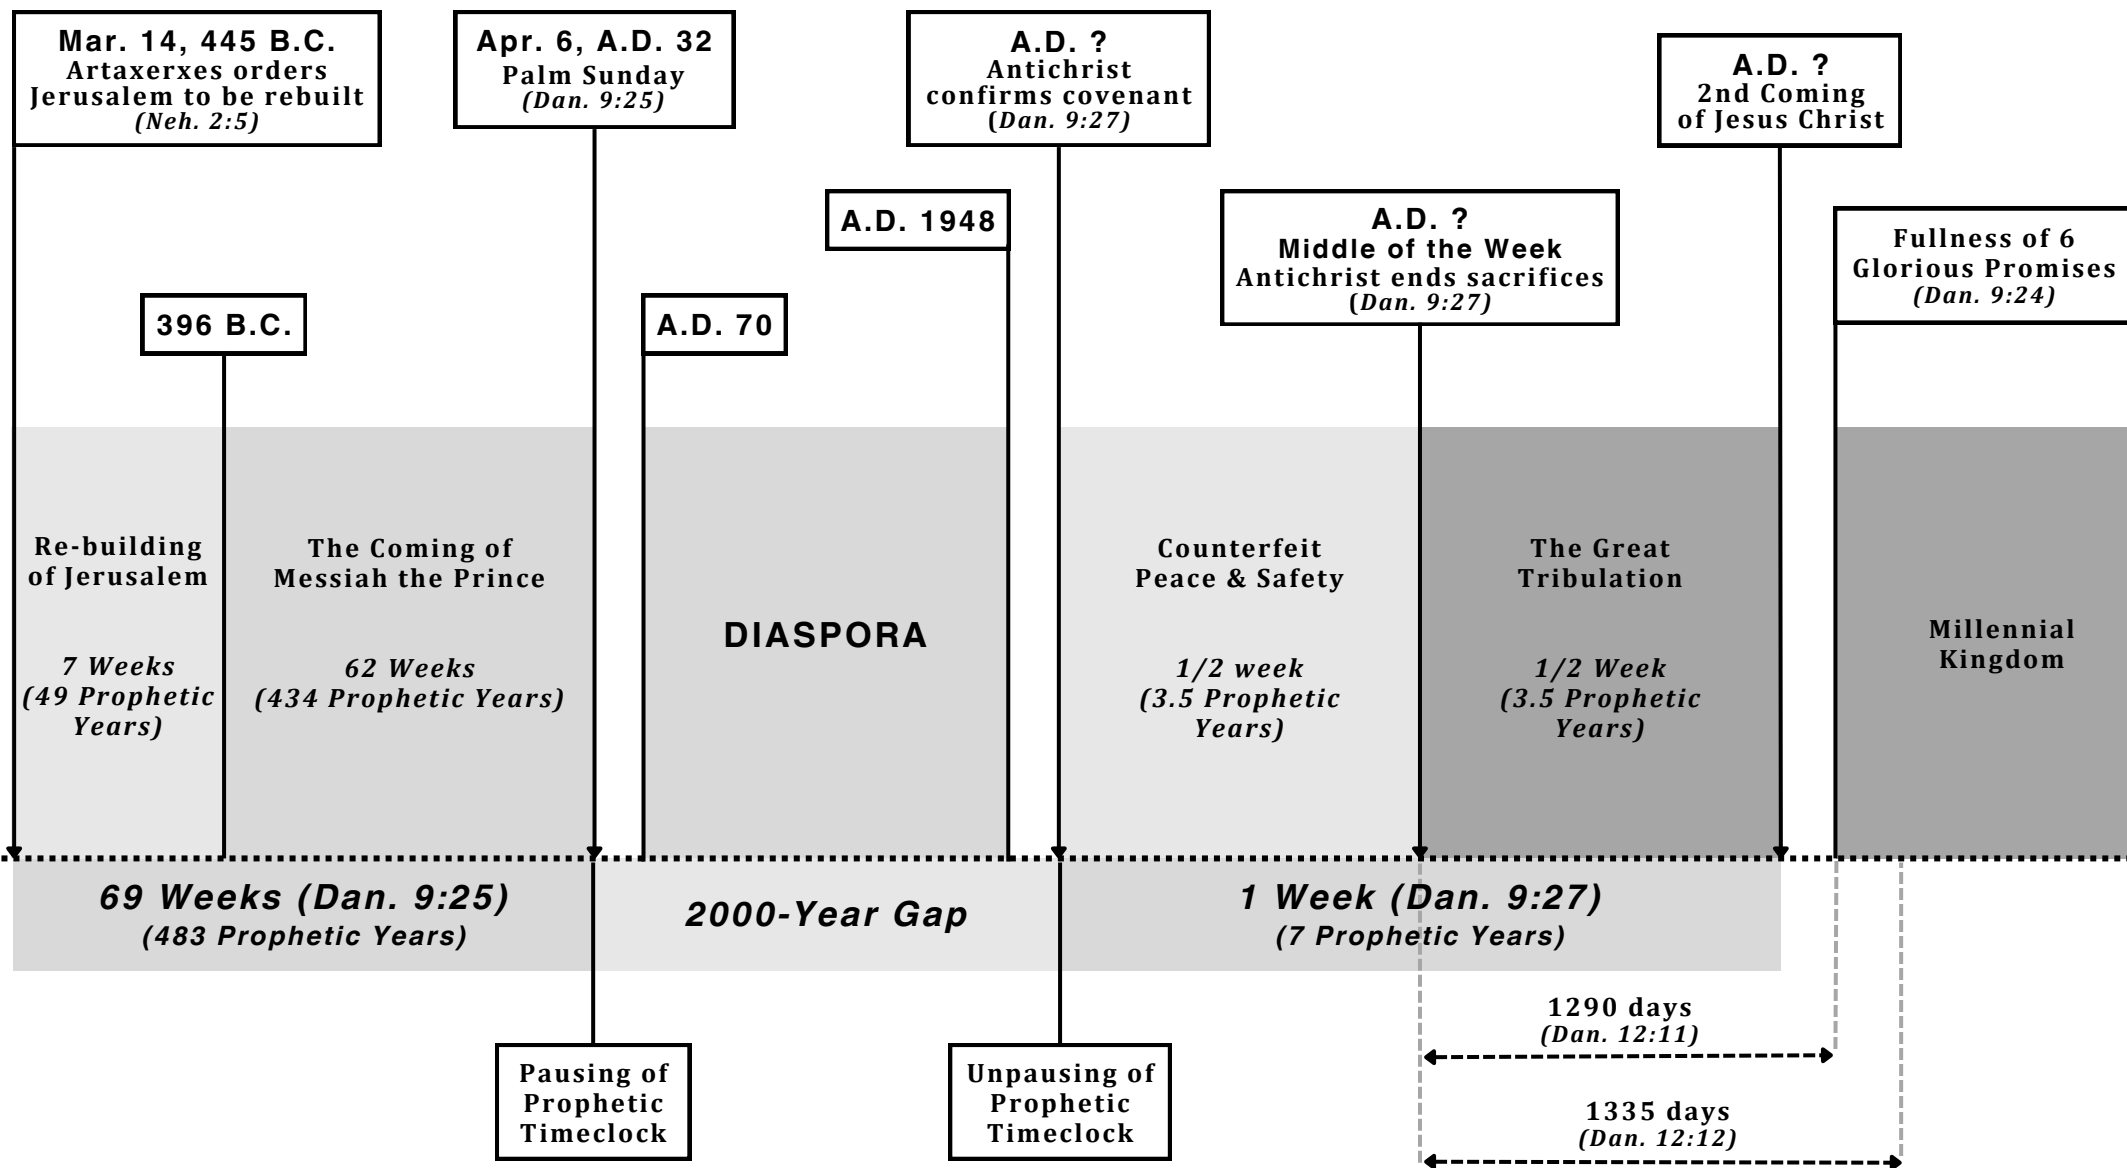 Mar. 14, 445 B.C.
Artaxerxes orders
Jerusalem to be rebuilt
(Neh. 2:5)
Apr. 6, A.D. 32
Palm Sunday
(Dan. 9:25)
A.D. ?
Antichrist
confirms covenant
(Dan. 9:27)
A.D. ?
2nd Coming
of Jesus Christ
A.D. 1948
A.D. ?
Middle of the Week
Antichrist ends sacrifices
(Dan. 9:27)
Fullness of 6
Glorious Promises
(Dan. 9:24)
396 B.C.
A.D. 70
Re-building
of Jerusalem
7 Weeks
(49 Prophetic
Years)
The Coming of
Messiah the Prince
62 Weeks
(434 Prophetic Years)
DIASPORA
Counterfeit
Peace & Safety
1/2 week
(3.5 Prophetic
Years)
The Great
Tribulation
1/2 Week
(3.5 Prophetic
Years)
Millennial
Kingdom
69 Weeks (Dan. 9:25)
(483 Prophetic Years)
2000-Year Gap
1 Week (Dan. 9:27)
(7 Prophetic Years)
Pausing of
Prophetic
Timeclock
Unpausing of
Prophetic
Timeclock
1290 days
(Dan. 12:11)
1335 days
(Dan. 12:12)